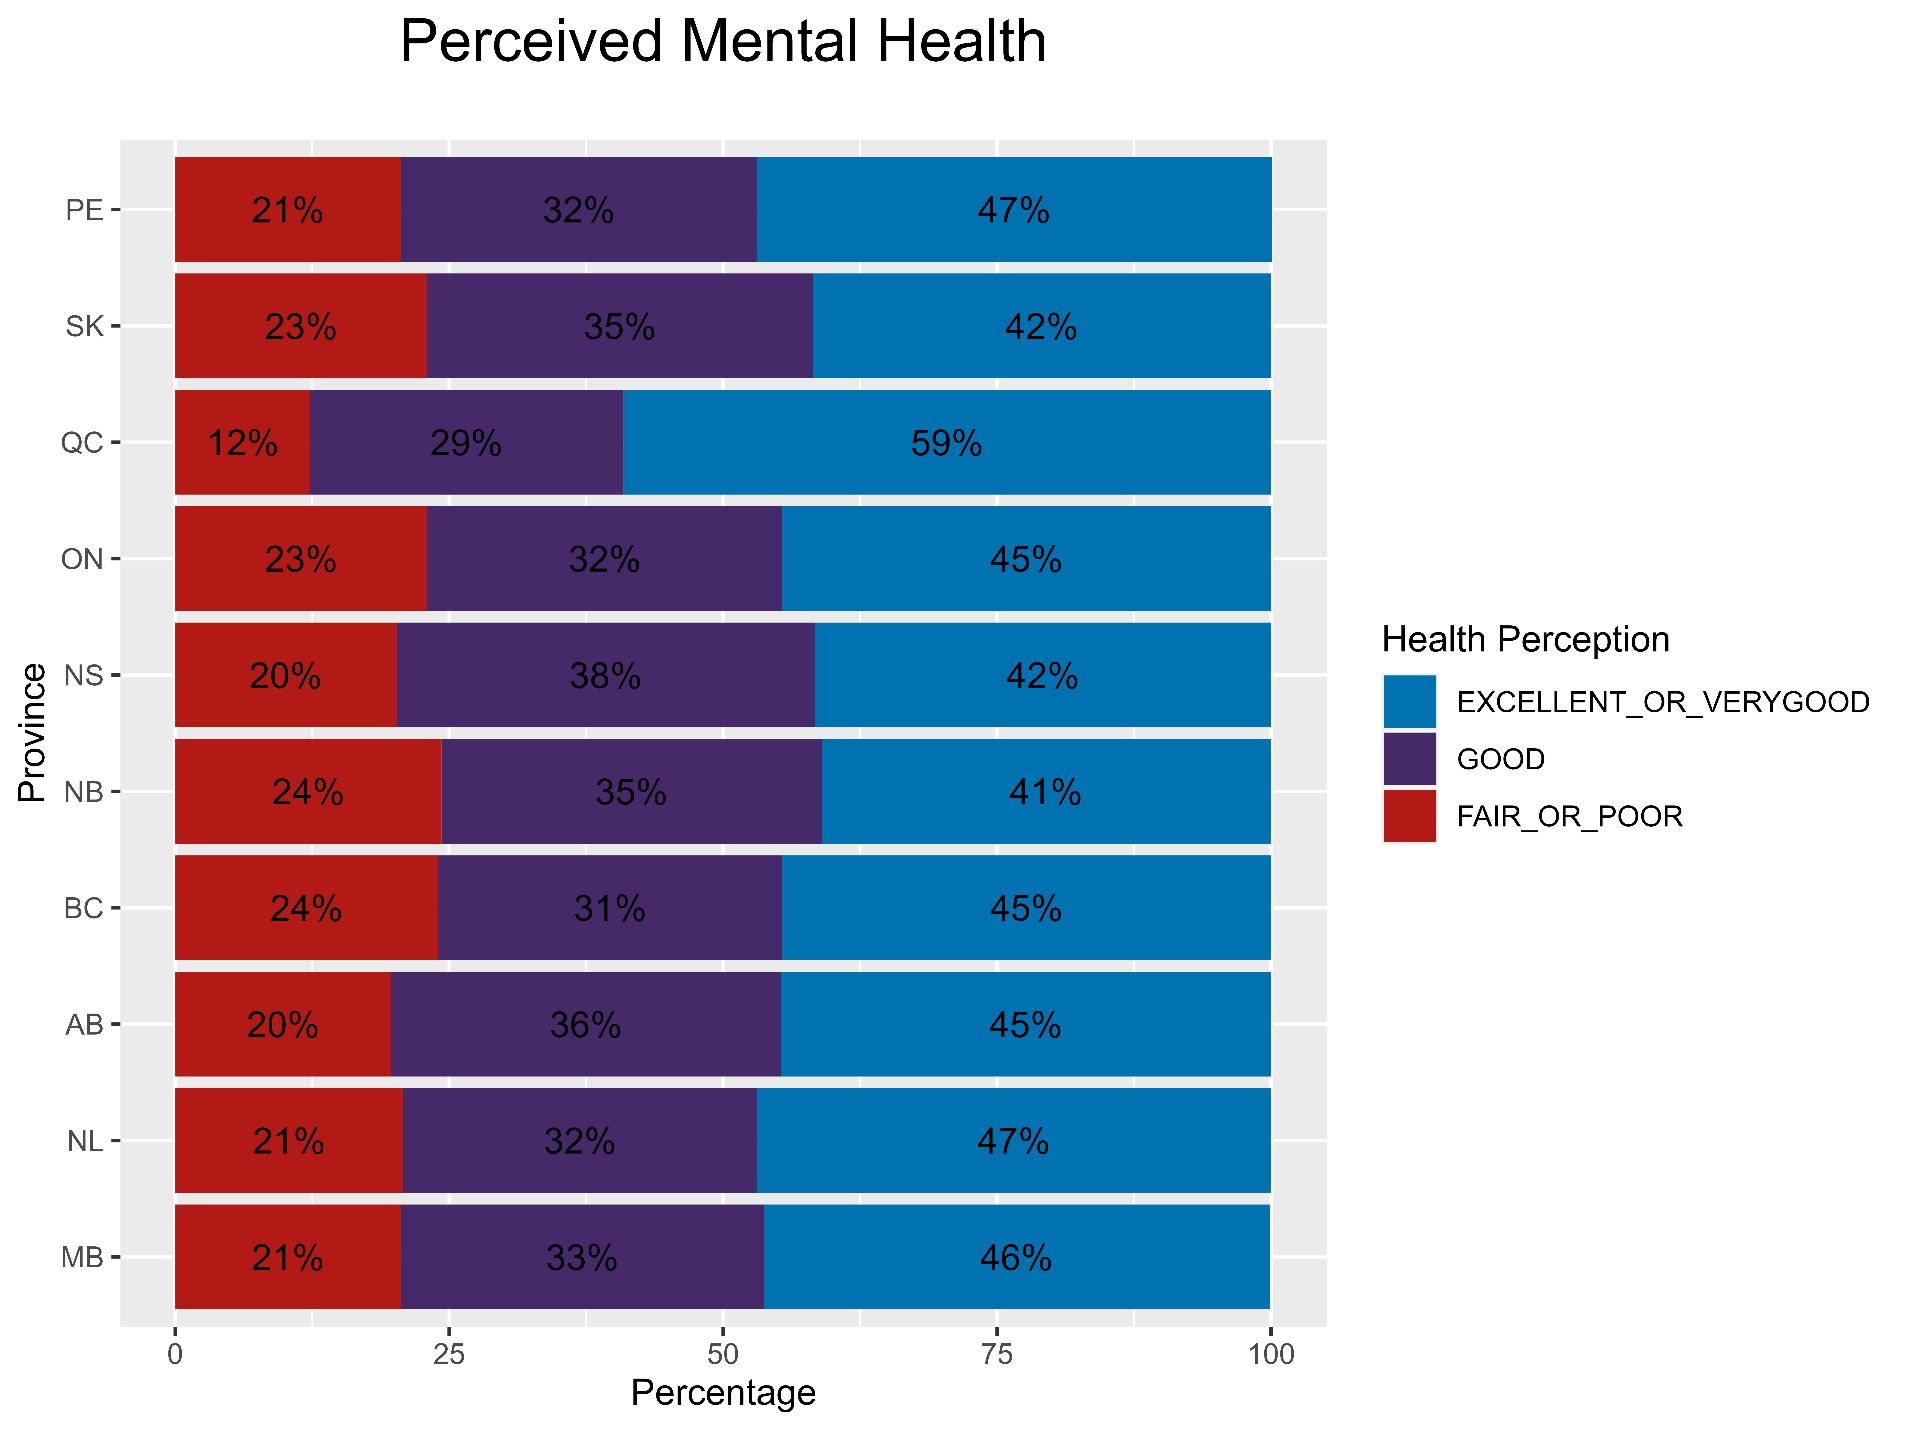 Perceived Mental Health
Province
PE 21% 32% 47%
SK 23% 35% 42%
QC 12% 29% 59%
ON 23% 32% 45%
NS 20% 38% 42%
NB 24% 35% 41%
BC 24% 31% 45%
AB 20% 36% 45%
NL 21% 32% 47%
MB 21% 33% 46%
0 25 50 75 100
Percentage
Health Perception
EXCELLENT_OR_VERYGOOD
GOOD
FAIR_OR_POOR